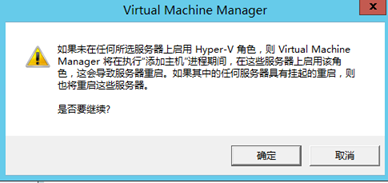 Virtual Machine Manager
如果未在任何所选服务器上启用 Hyper-V 角色，则 Virtual Machine
Manager 将在执行"添加主机"进程期间，在这些服务器上启用该角
色，这会导致服务器重启。如果其中的任何服务器具有挂起的重启，则
也将重启这些服务器。
是否要继续?
确定
取消